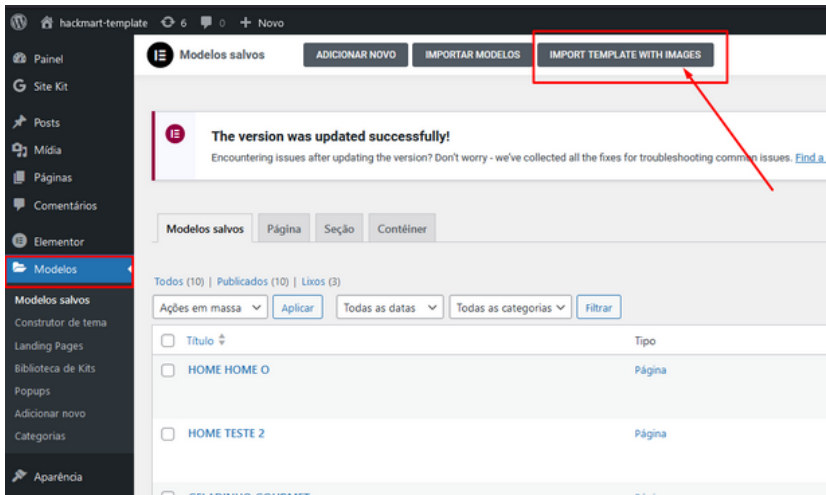 hackmart-template 6 0 + Novo
Painel
Site Kit
Posts
Mídia
Páginas
Comentários
Elementor
Modelos
Modelos salvos
Construtor de tema
Landing Pages
Biblioteca de Kits
Popups
Adicionar novo
Categorias
Aparência
Modelos salvos ADICIONAR NOVO IMPORTAR MODELOS IMPORT TEMPLATE WITH IMAGES
The version was updated successfully!
Encountering issues after updating the version? Don't worry - we've collected all the fixes for troubleshooting common issues. Find a
Modelos salvos Página Seção Contêiner
Todos (10) | Publicados (10) | Lixos (3)
Ações em massa Aplicar Todas as datas Todas as categorias Filtrar
Título Tipo
HOME HOME O Página
HOME TESTE 2 Página